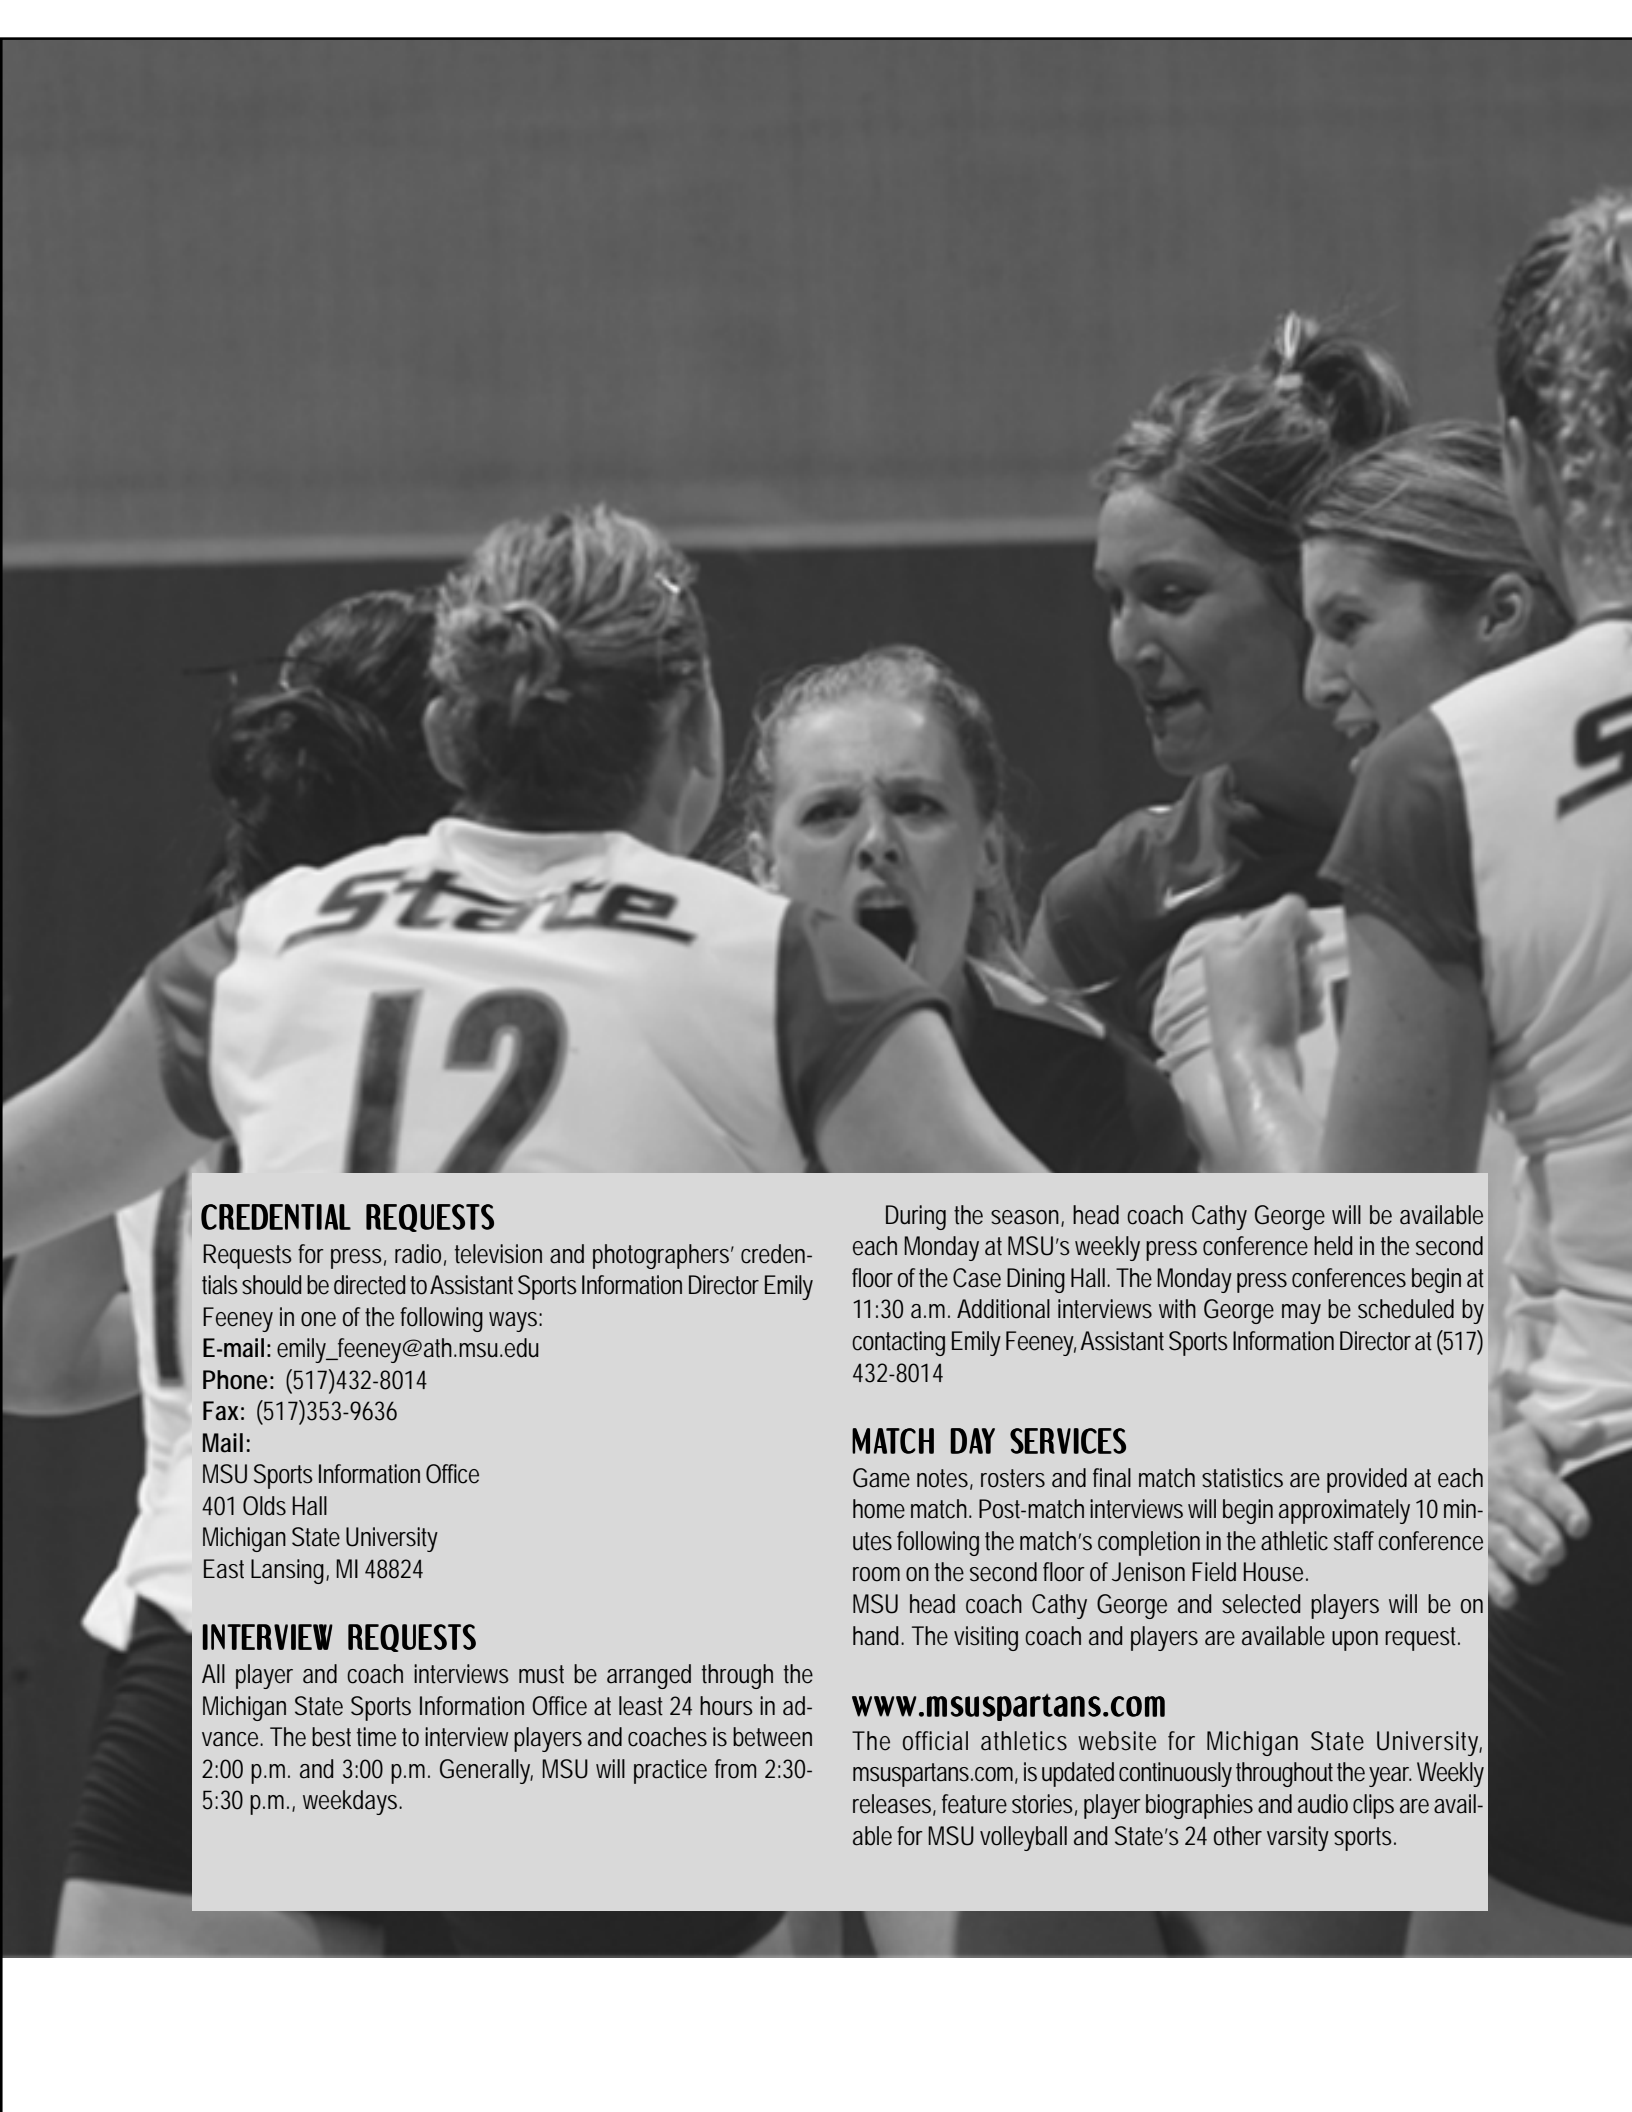 State
12
S
CREDENTIAL REQUESTS
Requests for press, radio, television and photographers' creden-
tials should be directed to Assistant Sports Information Director Emily
Feeney in one of the following ways:
E-mail: emily_feeney@ath.msu.edu
Phone: (517)432-8014
Fax: (517)353-9636
Mail:
MSU Sports Information Office
401 Olds Hall
Michigan State University
East Lansing, MI 48824
INTERVIEW REQUESTS
All player and coach interviews must be arranged through the
Michigan State Sports Information Office at least 24 hours in ad-
vance. The best time to interview players and coaches is between
2:00 p.m. and 3:00 p.m. Generally, MSU will practice from 2:30-
5:30 p.m., weekdays.
During the season, head coach Cathy George will be available
each Monday at MSU's weekly press conference held in the second
floor of the Case Dining Hall. The Monday press conferences begin at
11:30 a.m. Additional interviews with George may be scheduled by
contacting Emily Feeney, Assistant Sports Information Director at (517)
432-8014
MATCH DAY SERVICES
Game notes, rosters and final match statistics are provided at each
home match. Post-match interviews will begin approximately 10 min-
utes following the match's completion in the athletic staff conference
room on the second floor of Jenison Field House.
MSU head coach Cathy George and selected players will be on
hand. The visiting coach and players are available upon request.
www.msuspartans.com
The official athletics website for Michigan State University,
msuspartans.com, is updated continuously throughout the year. Weekly
releases, feature stories, player biographies and audio clips are avail-
able for MSU volleyball and State's 24 other varsity sports.